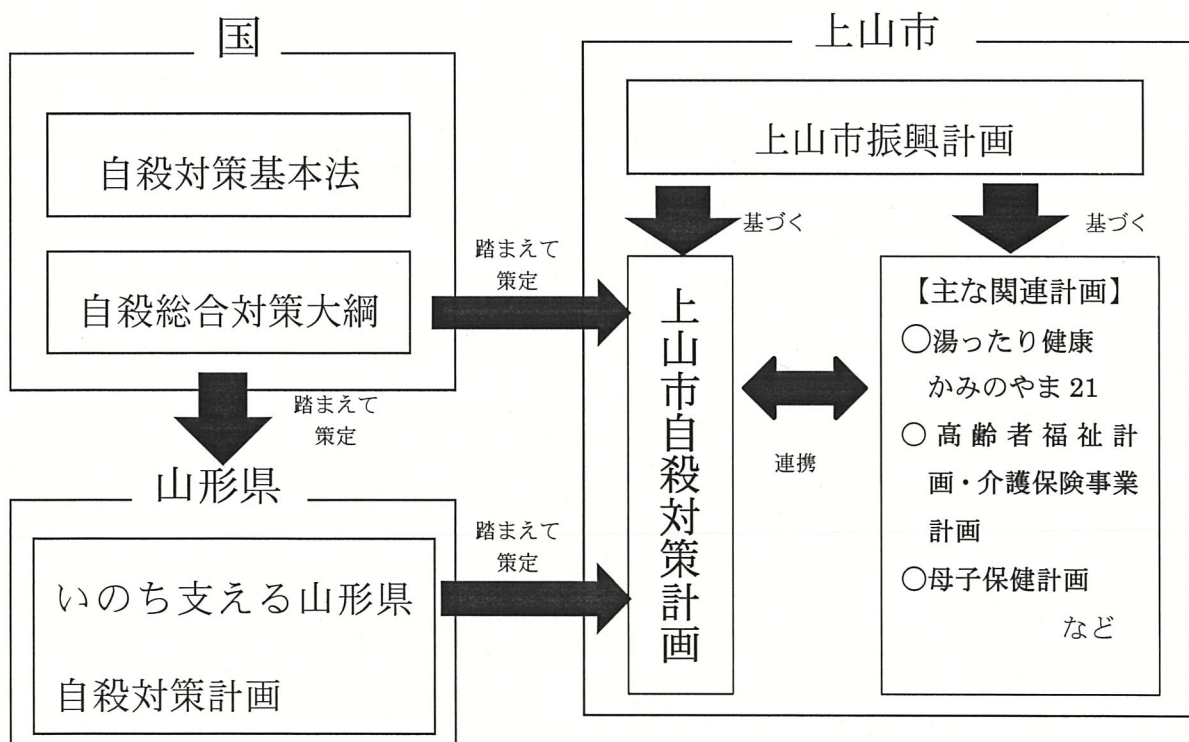 国
自殺対策基本法
自殺総合対策大綱
踏まえて
策定
山形県
いのち支える山形県
自殺対策計画
踏まえて
策定
踏まえて
策定
上山市
上山市振興計画
基づく
基づく
上山市自殺対策計画
連携
【主な関連計画】
○湯ったり健康
かみのやま 21
○高齢者福祉計
画・介護保険事業
計画
○母子保健計画
など